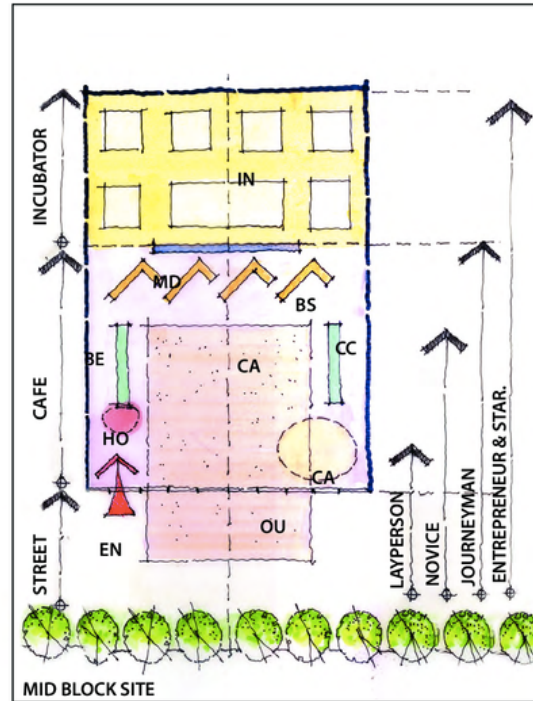 INCUBATOR
IN
MD
BS
BE
CA
CC
CAFE
HO
CA
OU
EN
STREET
LAYPERSON
NOVICE
JOURNEYMAN
ENTREPRENEUR & STAR.
MID BLOCK SITE